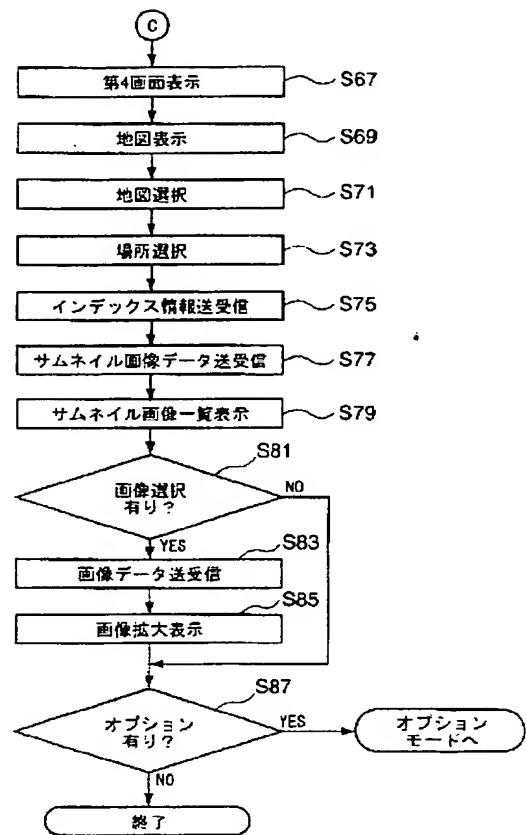 C
第4画面表示
S67
地図表示
S69
地図選択
S71
場所選択
S73
インデックス情報送受信
S75
サムネイル画像データ送受信
S77
サムネイル画像一覧表示
S79
S81
画像選択
有り?
NO
YES
S83
画像データ送受信
S85
画像拡大表示
S87
オプション
有り?
YES
オプション
モードへ
NO
終了